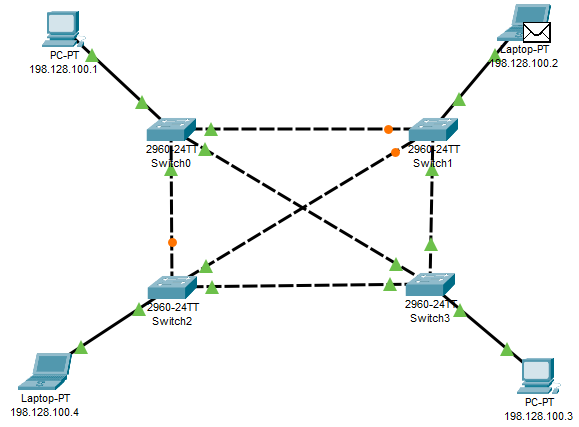 PC-PT
198.128.100.1
Laptop-PT
198.128.100.2
2960-24TT
Switch0
2960-24TT
Switch1
2960-24TT
Switch2
2960-24TT
Switch3
Laptop-PT
198.128.100.4
PC-PT
198.128.100.3